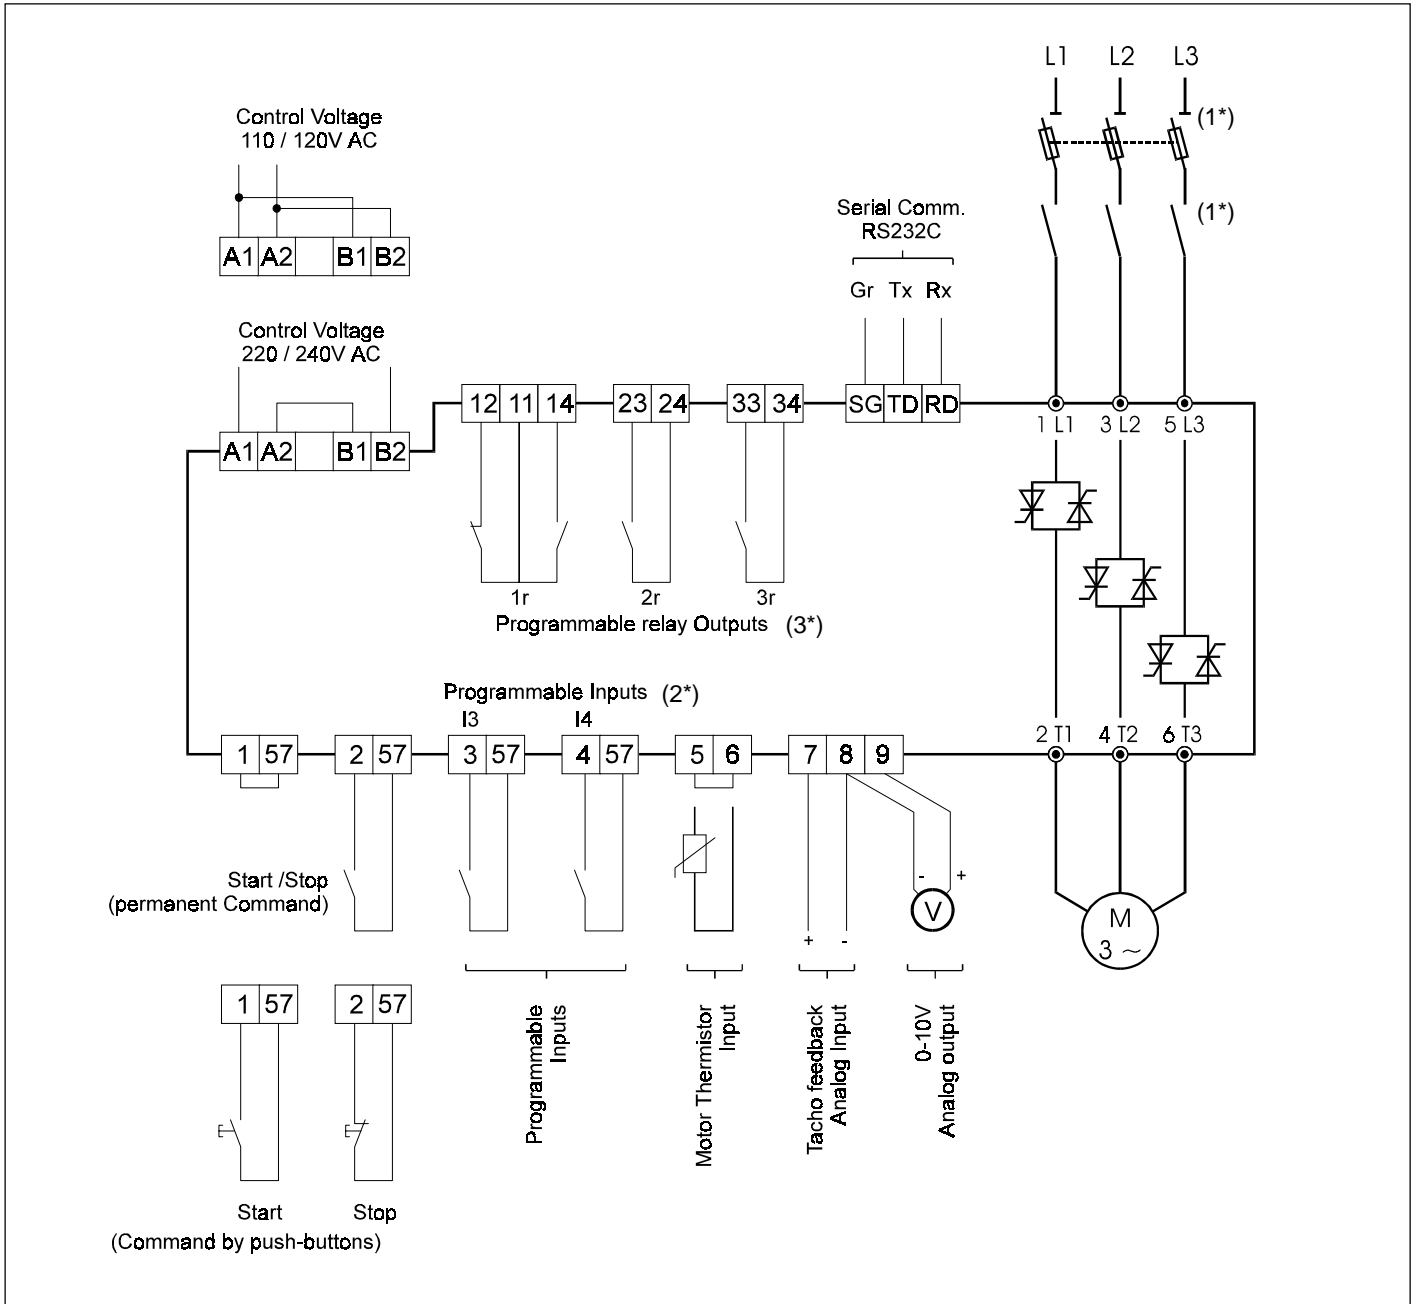 L1 L2 L3
(1*)
Control Voltage
110 / 120V AC
A1 A2 B1 B2
Serial Comm.
RS232C
Gr Tx Rx
(1*)
Control Voltage
220 / 240V AC
A1 A2 B1 B2
12 11 14
23 24
33 34
SG TD RD
1 L1 3 L2 5 L3
1r
2r
3r
Programmable relay Outputs (3*)
Programmable Inputs (2*)
I3 I4
1 57
2 57
3 57
4 57
5 6
7 8 9
2 T1 4 T2 6 T3
Start /Stop
(permanent Command)
+ -
- +
V
M
3 ~
Programmable
Inputs
Motor Thermistor
Input
Tacho feedback
Analog Input
0-10V
Analog output
1 57
2 57
Start Stop
(Command by push-buttons)